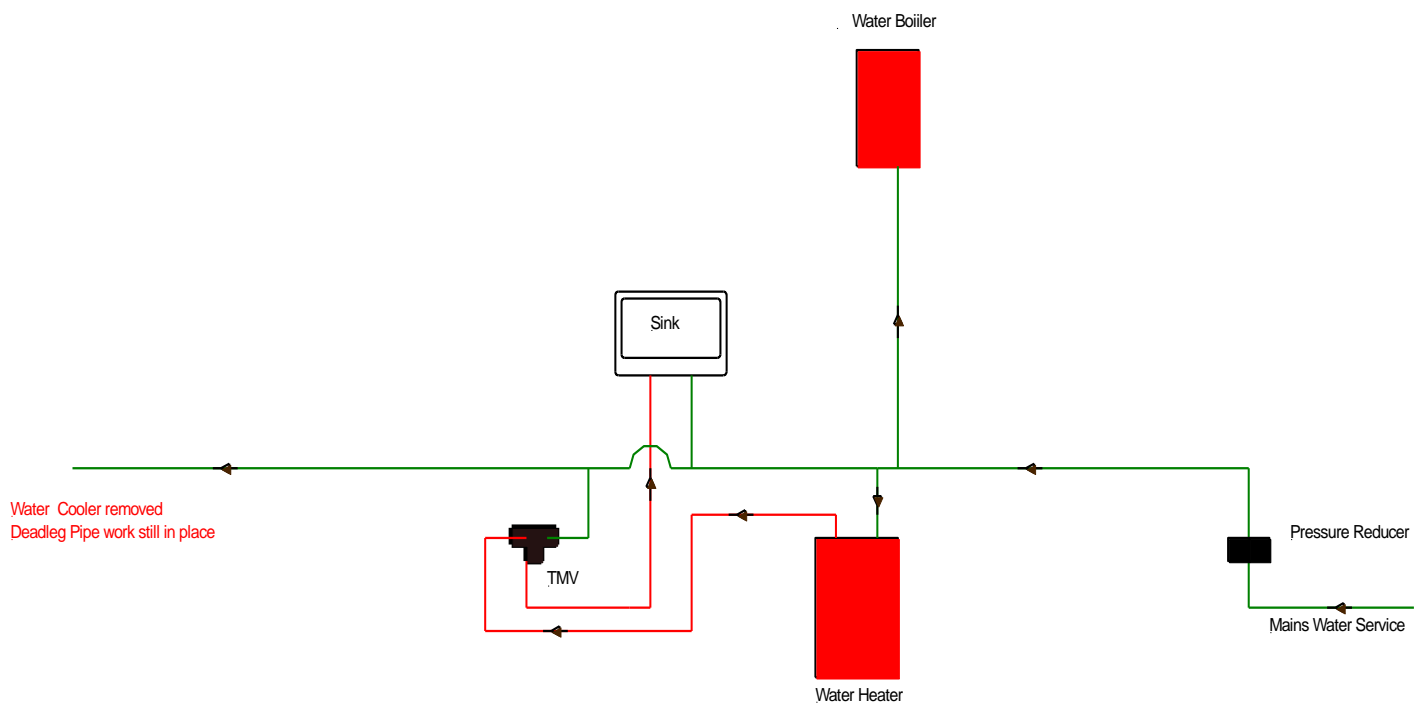 Water Boiiler
Sink
Water Cooler removed
Deadleg Pipe work still in place
TMV
Pressure Reducer
Mains Water Service
Water Heater